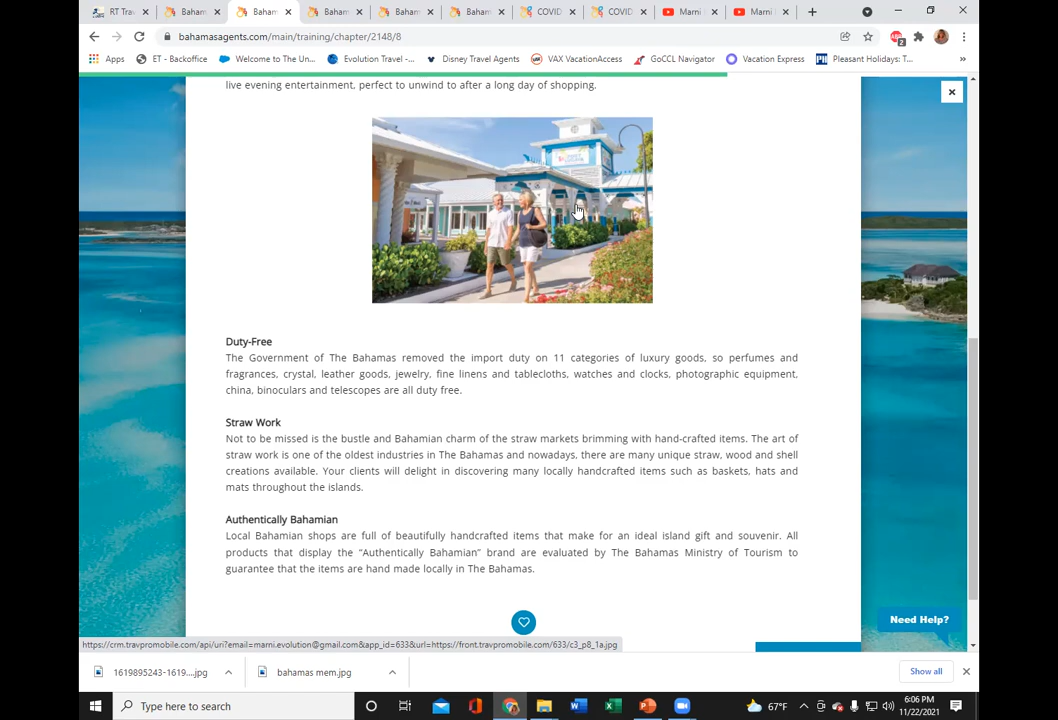 RT Trav
Baham
Baham
Baham
Baham
Baham
COVID
COVID
Marni
Marni
bahamasagents.com/main/training/chapter/2148/8
2
Apps
ET - Backoffice
Welcome to The Un...
Evolution Travel -...
Disney Travel Agents
VAX VacationAccess
GoCCL Navigator
Vacation Express
Pleasant Holidays: T...
»
live evening entertainment, perfect to unwind to after a long day of shopping.
Duty-Free
The Government of The Bahamas removed the import duty on 11 categories of luxury goods, so perfumes and
fragrances, crystal, leather goods, jewelry, fine linens and tablecloths, watches and clocks, photographic equipment,
china, binoculars and telescopes are all duty free.
Straw Work
Not to be missed is the bustle and Bahamian charm of the straw markets brimming with hand-crafted items. The art of
straw work is one of the oldest industries in The Bahamas and nowadays, there are many unique straw, wood and shell
creations available. Your clients will delight in discovering many locally handcrafted items such as baskets, hats and
mats throughout the islands.
Authentically Bahamian
Local Bahamian shops are full of beautifully handcrafted items that make for an ideal island gift and souvenir. All
products that display the “Authentically Bahamian” brand are evaluated by The Bahamas Ministry of Tourism to
guarantee that the items are hand made locally in The Bahamas.
Need Help?
https://crm.travpromobile.com/api/uri?email=marni.evolution@gmail.com&app_id=633&url=https://front.travpromobile.com/633/c3_p8_1a.jpg
1619895243-1619....jpg
bahamas mem.jpg
Show all
Type here to search
67°F
6:06 PM
11/22/2021